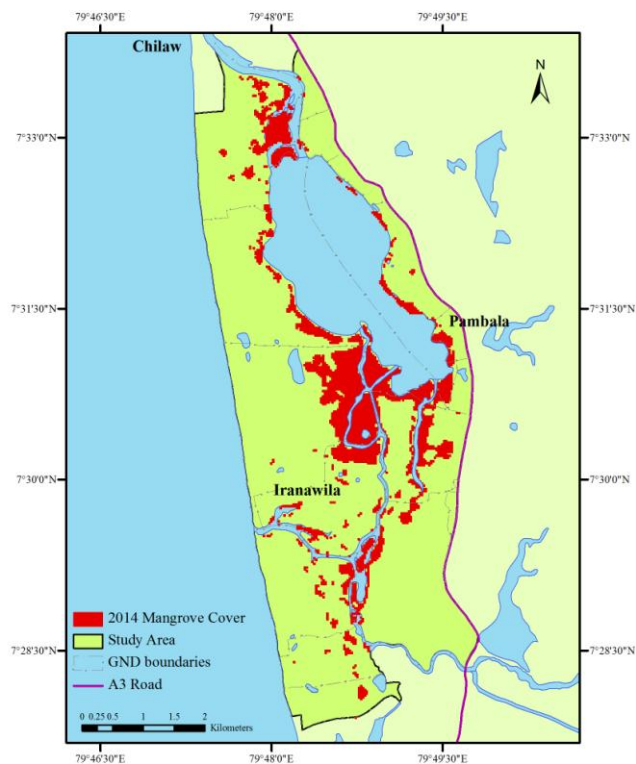 79°46'30"E 79°48'0"E 79°49'30"E
Chilaw
N
7°33'0"N 7°33'0"N
7°31'30"N 7°31'30"N
Pambala
7°30'0"N 7°30'0"N
Iranawila
2014 Mangrove Cover
Study Area
GND boundaries
A3 Road
7°28'30"N 7°28'30"N
0 0.25 0.5 1 1.5 2
Kilometers
79°46'30"E 79°48'0"E 79°49'30"E